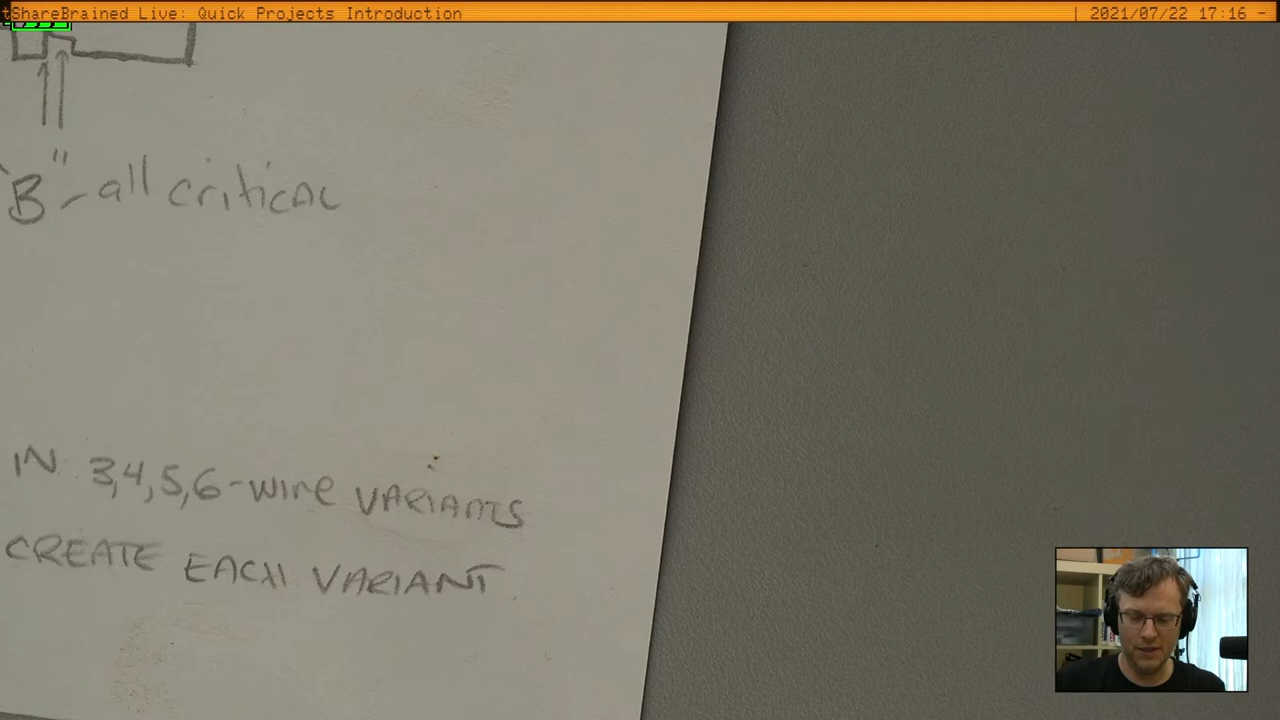 ShareBrained Live: Quick Projects Introduction | 2021/07/22 17:16 -
"B" - all critical
IN 3,4,5,6-wire VARIANTS
CREATE EACH VARIANT